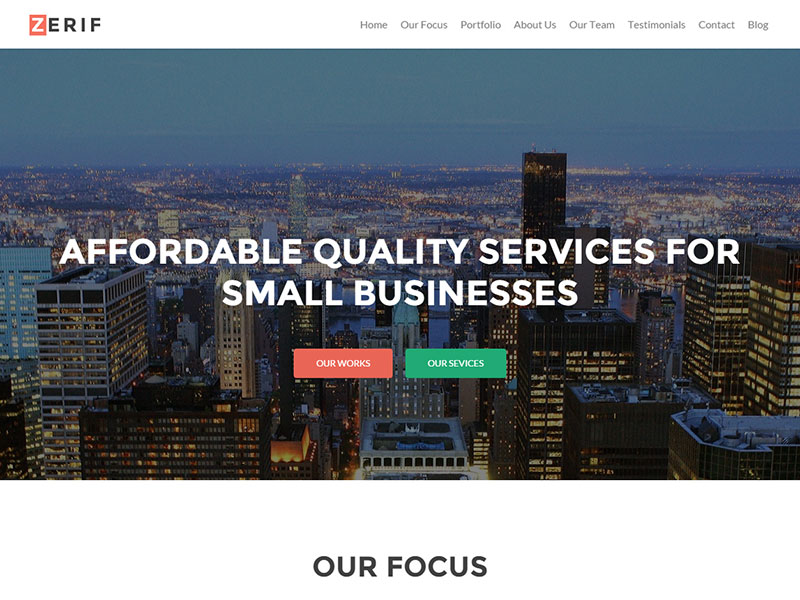 ZERIF
Home Our Focus Portfolio About Us Our Team Testimonials Contact Blog
AFFORDABLE QUALITY SERVICES FOR
SMALL BUSINESSES
OUR WORKS OUR SEVICES
OUR FOCUS